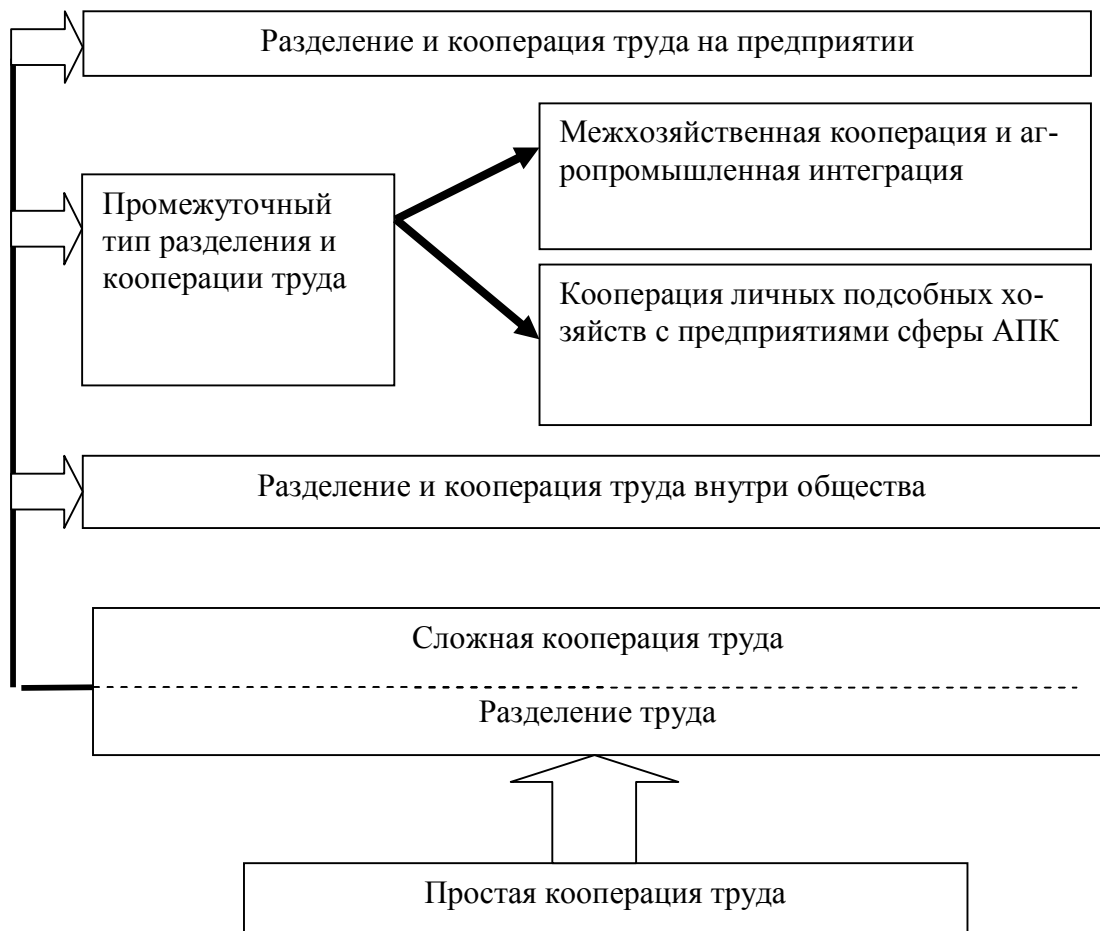 Разделение и кооперация труда на предприятии
Межхозяйственная кооперация и аг-
ропромышленная интеграция
Промежуточный
тип разделения и
кооперации труда
Кооперация личных подсобных хо-
зяйств с предприятиями сферы АПК
Разделение и кооперация труда внутри общества
Сложная кооперация труда
Разделение труда
Простая кооперация труда